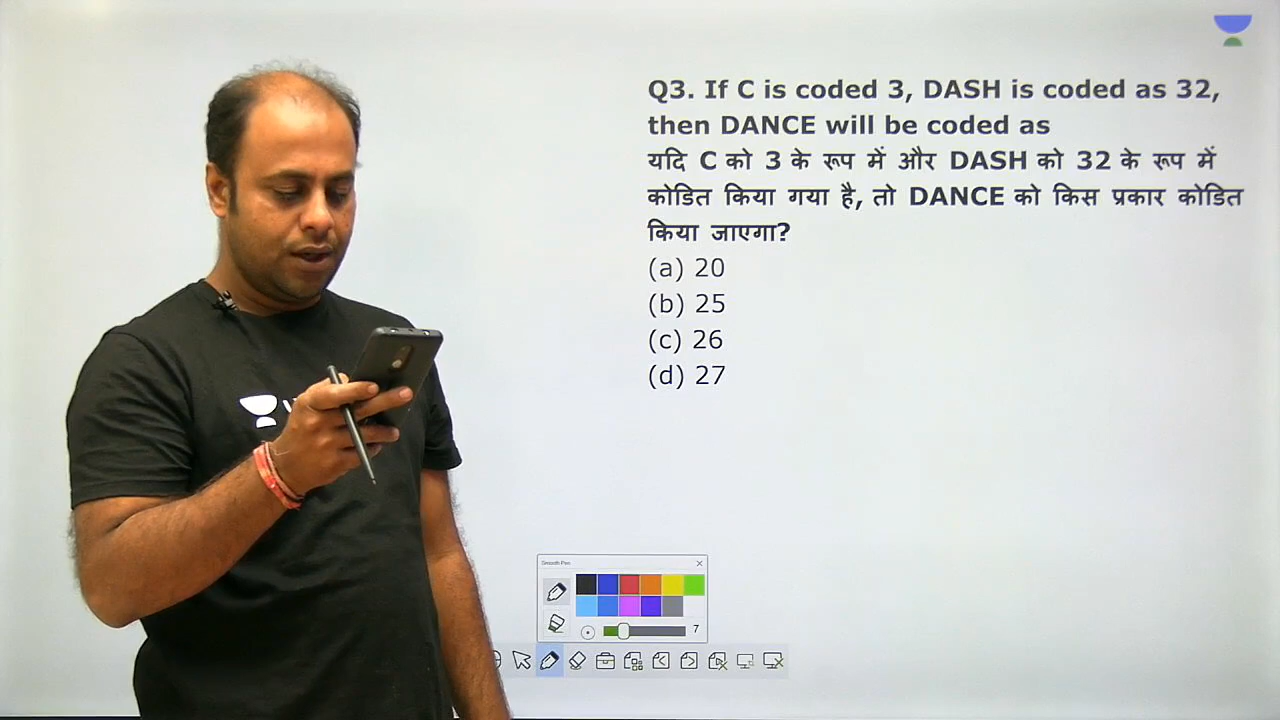 Q3. If C is coded 3, DASH is coded as 32,
then DANCE will be coded as
यदि C को 3 के रूप में और DASH को 32 के रूप में
कोडित किया गया है, तो DANCE को किस प्रकार कोडित
किया जाएगा?
(a) 20
(b) 25
(c) 26
(d) 27
Smooth Pen
7